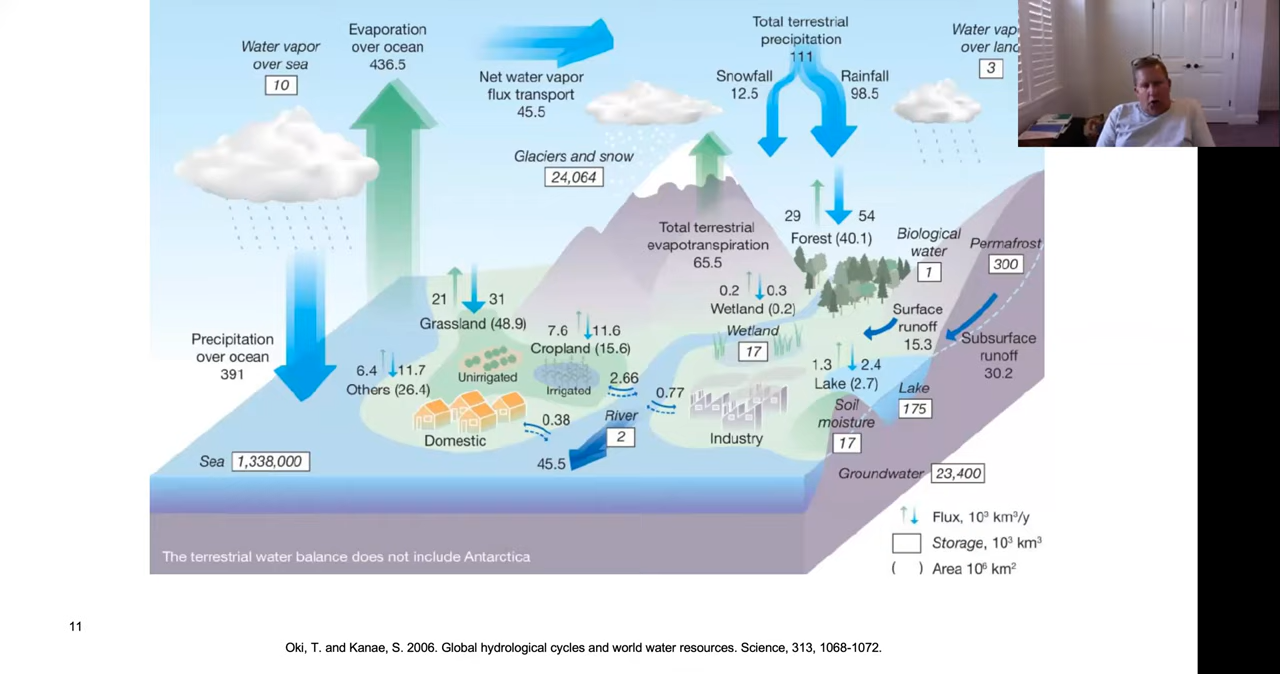 Water vapor
over sea
10
Evaporation
over ocean
436.5
Net water vapor
flux transport
45.5
Total terrestrial
precipitation
111
Snowfall
12.5
Rainfall
98.5
over
3
Glaciers and snow
24,064
Total terrestrial
evapotranspiration
65.5
29 54
Forest (40.1)
Biological
water
1
Permafrost
300
Precipitation
over ocean
391
21 31
Grassland (48.9)
7.6 11.6
Cropland (15.6)
0.2 0.3
Wetland (0.2)
Wetland
17
Surface
runoff
15.3
Subsurface
runoff
30.2
6.4 11.7
Others (26.4)
Unirrigated
Irrigated
2.66
0.77
1.3 2.4
Lake (2.7)
Lake
175
Soil
moisture
17
Domestic
0.38
River
2
Industry
45.5
Sea 1,338,000
Groundwater 23,400
Flux, 10³ km³/y
Storage, 10³ km³
( ) Area 10⁶ km²
The terrestrial water balance does not include Antarctica
11
Oki, T. and Kanae, S. 2006. Global hydrological cycles and world water resources. Science, 313, 1068-1072.